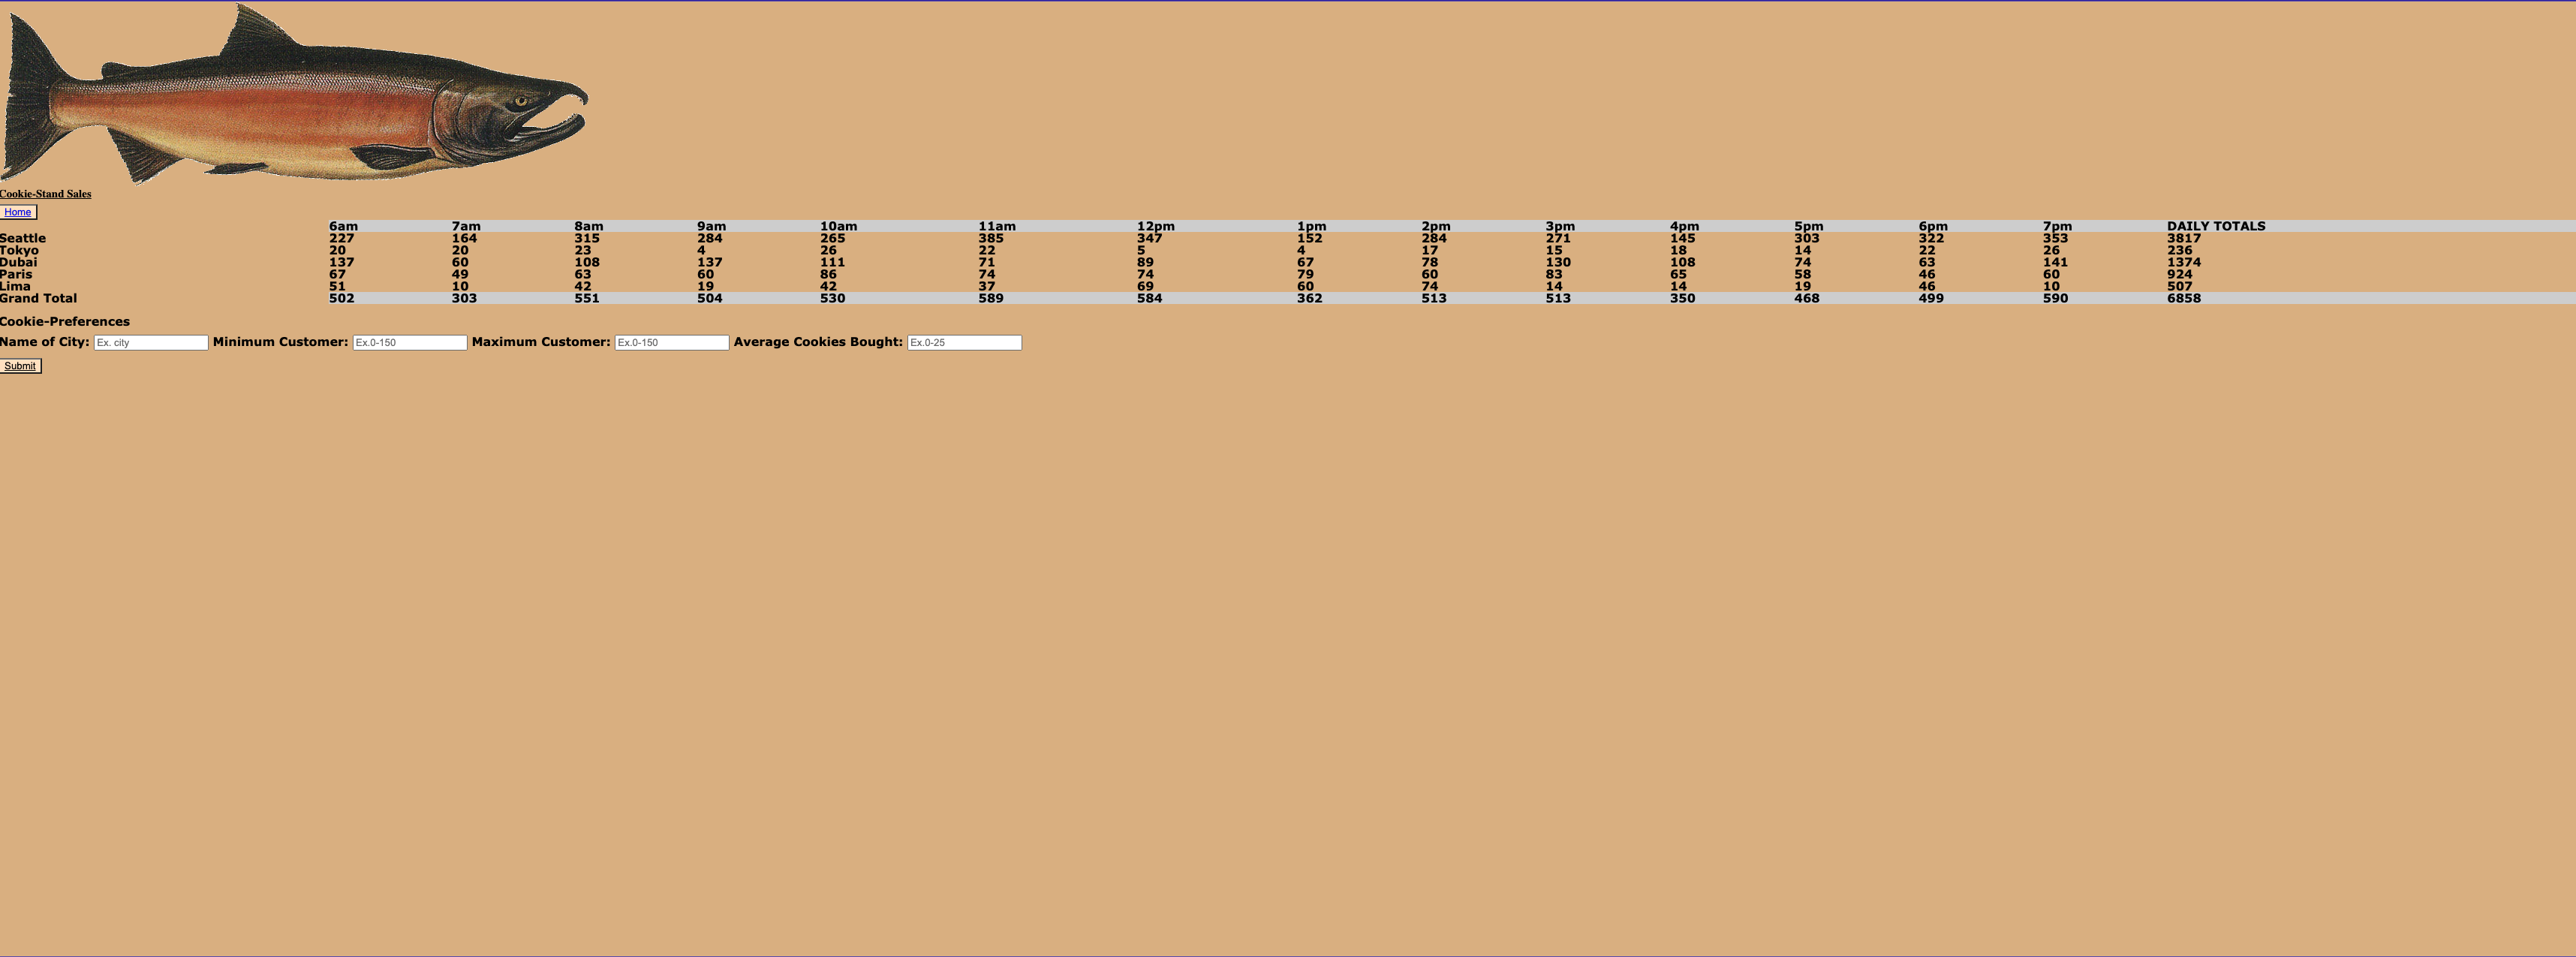 Cookie-Stand Sales
Home
6am 7am 8am 9am 10am 11am 12pm 1pm 2pm 3pm 4pm 5pm 6pm 7pm DAILY TOTALS
Seattle 227 164 315 284 265 385 347 152 284 271 145 303 322 353 3817
Tokyo 20 20 23 4 26 22 5 4 17 15 18 14 22 26 236
Dubai 137 60 108 137 111 71 89 67 78 130 108 74 63 141 1374
Paris 67 49 63 60 86 74 74 79 60 83 65 58 46 60 924
Lima 51 10 42 19 42 37 69 60 74 14 14 19 46 10 507
Grand Total 502 303 551 504 530 589 584 362 513 513 350 468 499 590 6858
Cookie-Preferences
Name of City: Ex. city Minimum Customer: Ex.0-150 Maximum Customer: Ex.0-150 Average Cookies Bought: Ex.0-25
Submit